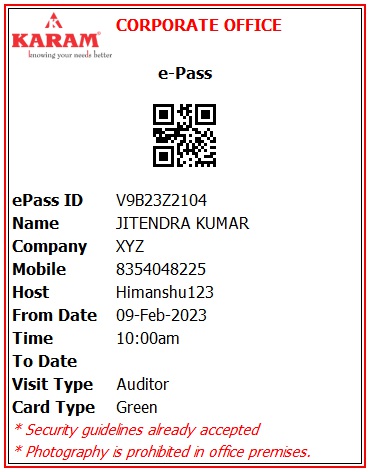 CORPORATE OFFICE
KARAM®
knowing your needs better
e-Pass
ePass ID V9B23Z2104
Name JITENDRA KUMAR
Company XYZ
Mobile 8354048225
Host Himanshu123
From Date 09-Feb-2023
Time 10:00am
To Date
Visit Type Auditor
Card Type Green
* Security guidelines already accepted
* Photography is prohibited in office premises.